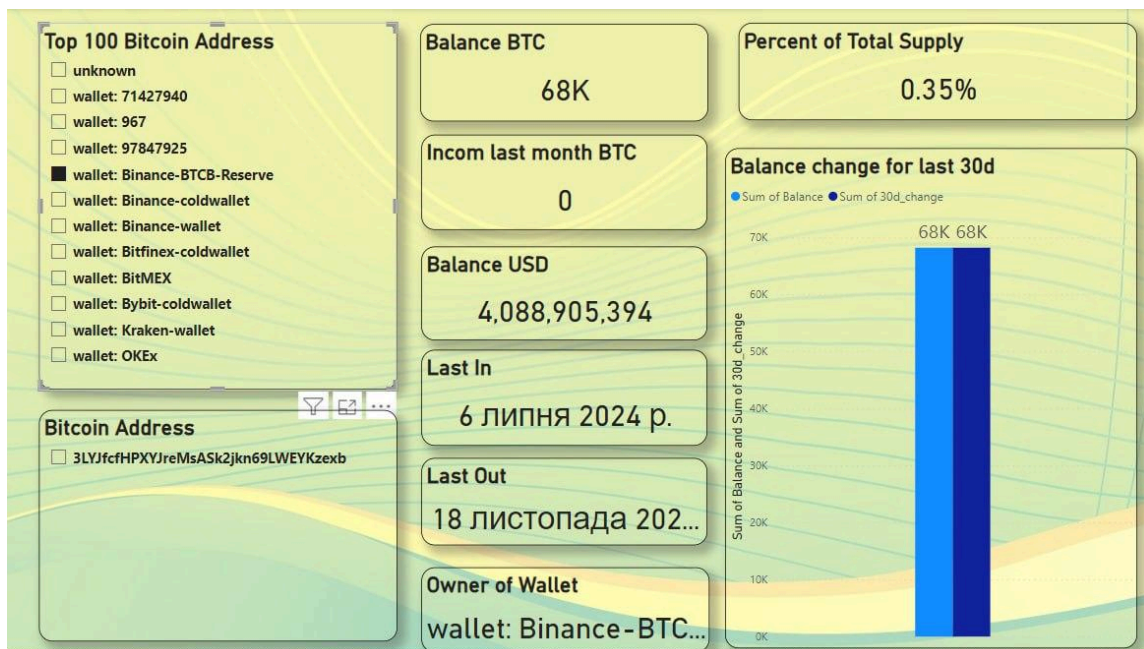 Top 100 Bitcoin Address
unknown
wallet: 71427940
wallet: 967
wallet: 97847925
wallet: Binance-BTCB-Reserve
wallet: Binance-coldwallet
wallet: Binance-wallet
wallet: Bitfinex-coldwallet
wallet: BitMEX
wallet: Bybit-coldwallet
wallet: Kraken-wallet
wallet: OKEx
Bitcoin Address
3LYJfcfHPXYJreMsASk2jkn69LWEYKzexb
Balance BTC
68K
Incom last month BTC
0
Balance USD
4,088,905,394
Last In
6 липня 2024 р.
Last Out
18 листопада 202...
Owner of Wallet
wallet: Binance-BTC...
Percent of Total Supply
0.35%
Balance change for last 30d
Sum of Balance Sum of 30d_change
Sum of Balance and Sum of 30d_change
70K
60K
50K
40K
30K
20K
10K
0K
68K 68K